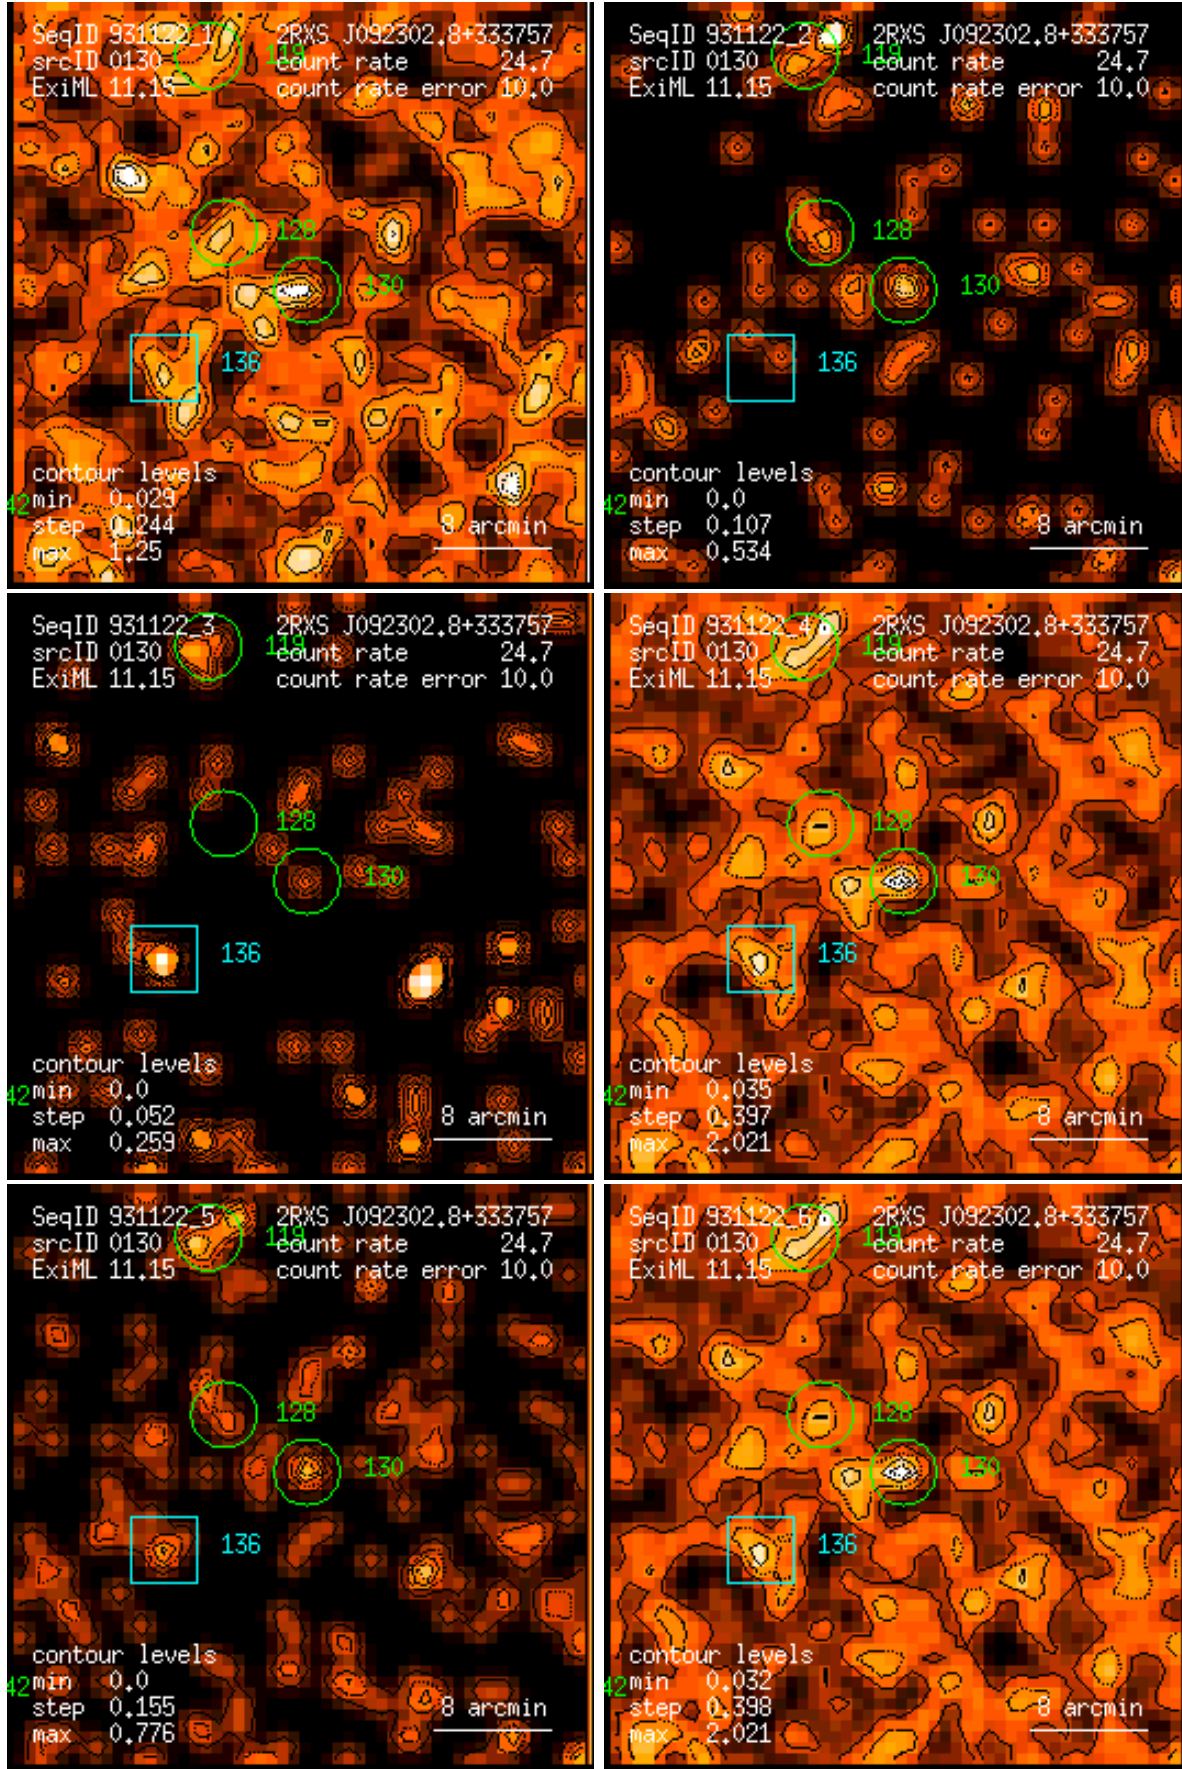 SeqID 931122_1 2RXS J092302.8+333757
srcID 0130 119 count rate 24.7
ExiML 11.15 count rate error 10.0
128
130
136
contour levels
42 min 0.029
step 0.244 8 arcmin
max 1.25
SeqID 931122_2 2RXS J092302.8+333757
srcID 0130 119 count rate 24.7
ExiML 11.15 count rate error 10.0
128
130
136
contour levels
42 min 0.0
step 0.107 8 arcmin
max 0.534
SeqID 931122_3 2RXS J092302.8+333757
srcID 0130 119 count rate 24.7
ExiML 11.15 count rate error 10.0
128
130
136
contour levels
42 min 0.0
step 0.052 8 arcmin
max 0.259
SeqID 931122_4 2RXS J092302.8+333757
srcID 0130 119 count rate 24.7
ExiML 11.15 count rate error 10.0
128
130
136
contour levels
42 min 0.035
step 0.397 8 arcmin
max 2.021
SeqID 931122_5 2RXS J092302.8+333757
srcID 0130 119 count rate 24.7
ExiML 11.15 count rate error 10.0
128
130
136
contour levels
42 min 0.0
step 0.155 8 arcmin
max 0.776
SeqID 931122_6 2RXS J092302.8+333757
srcID 0130 119 count rate 24.7
ExiML 11.15 count rate error 10.0
128
130
136
contour levels
42 min 0.032
step 0.398 8 arcmin
max 2.021